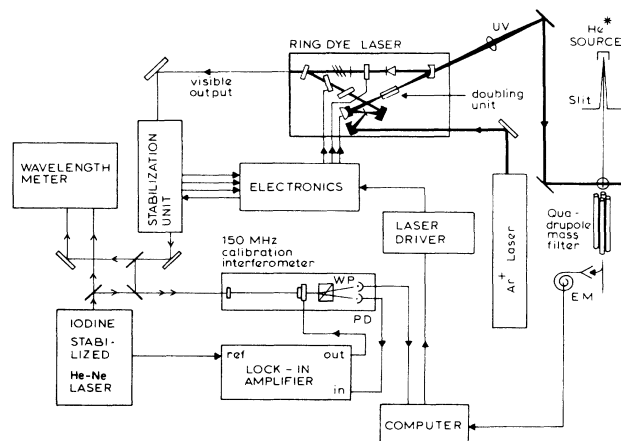 UV
He*
SOURCE
RING DYE LASER
visible
output
Slit
doubling
unit
WAVELENGTH
METER
STABILIZATION
UNIT
ELECTRONICS
LASER
DRIVER
Ar+ Laser
Qua-
drupole
mass
filter
150 MHz
calibration
interferometer
WP
PD
EM
IODINE
STABI-
LIZED
He-Ne
LASER
ref
out
LOCK-IN
AMPLIFIER
in
COMPUTER